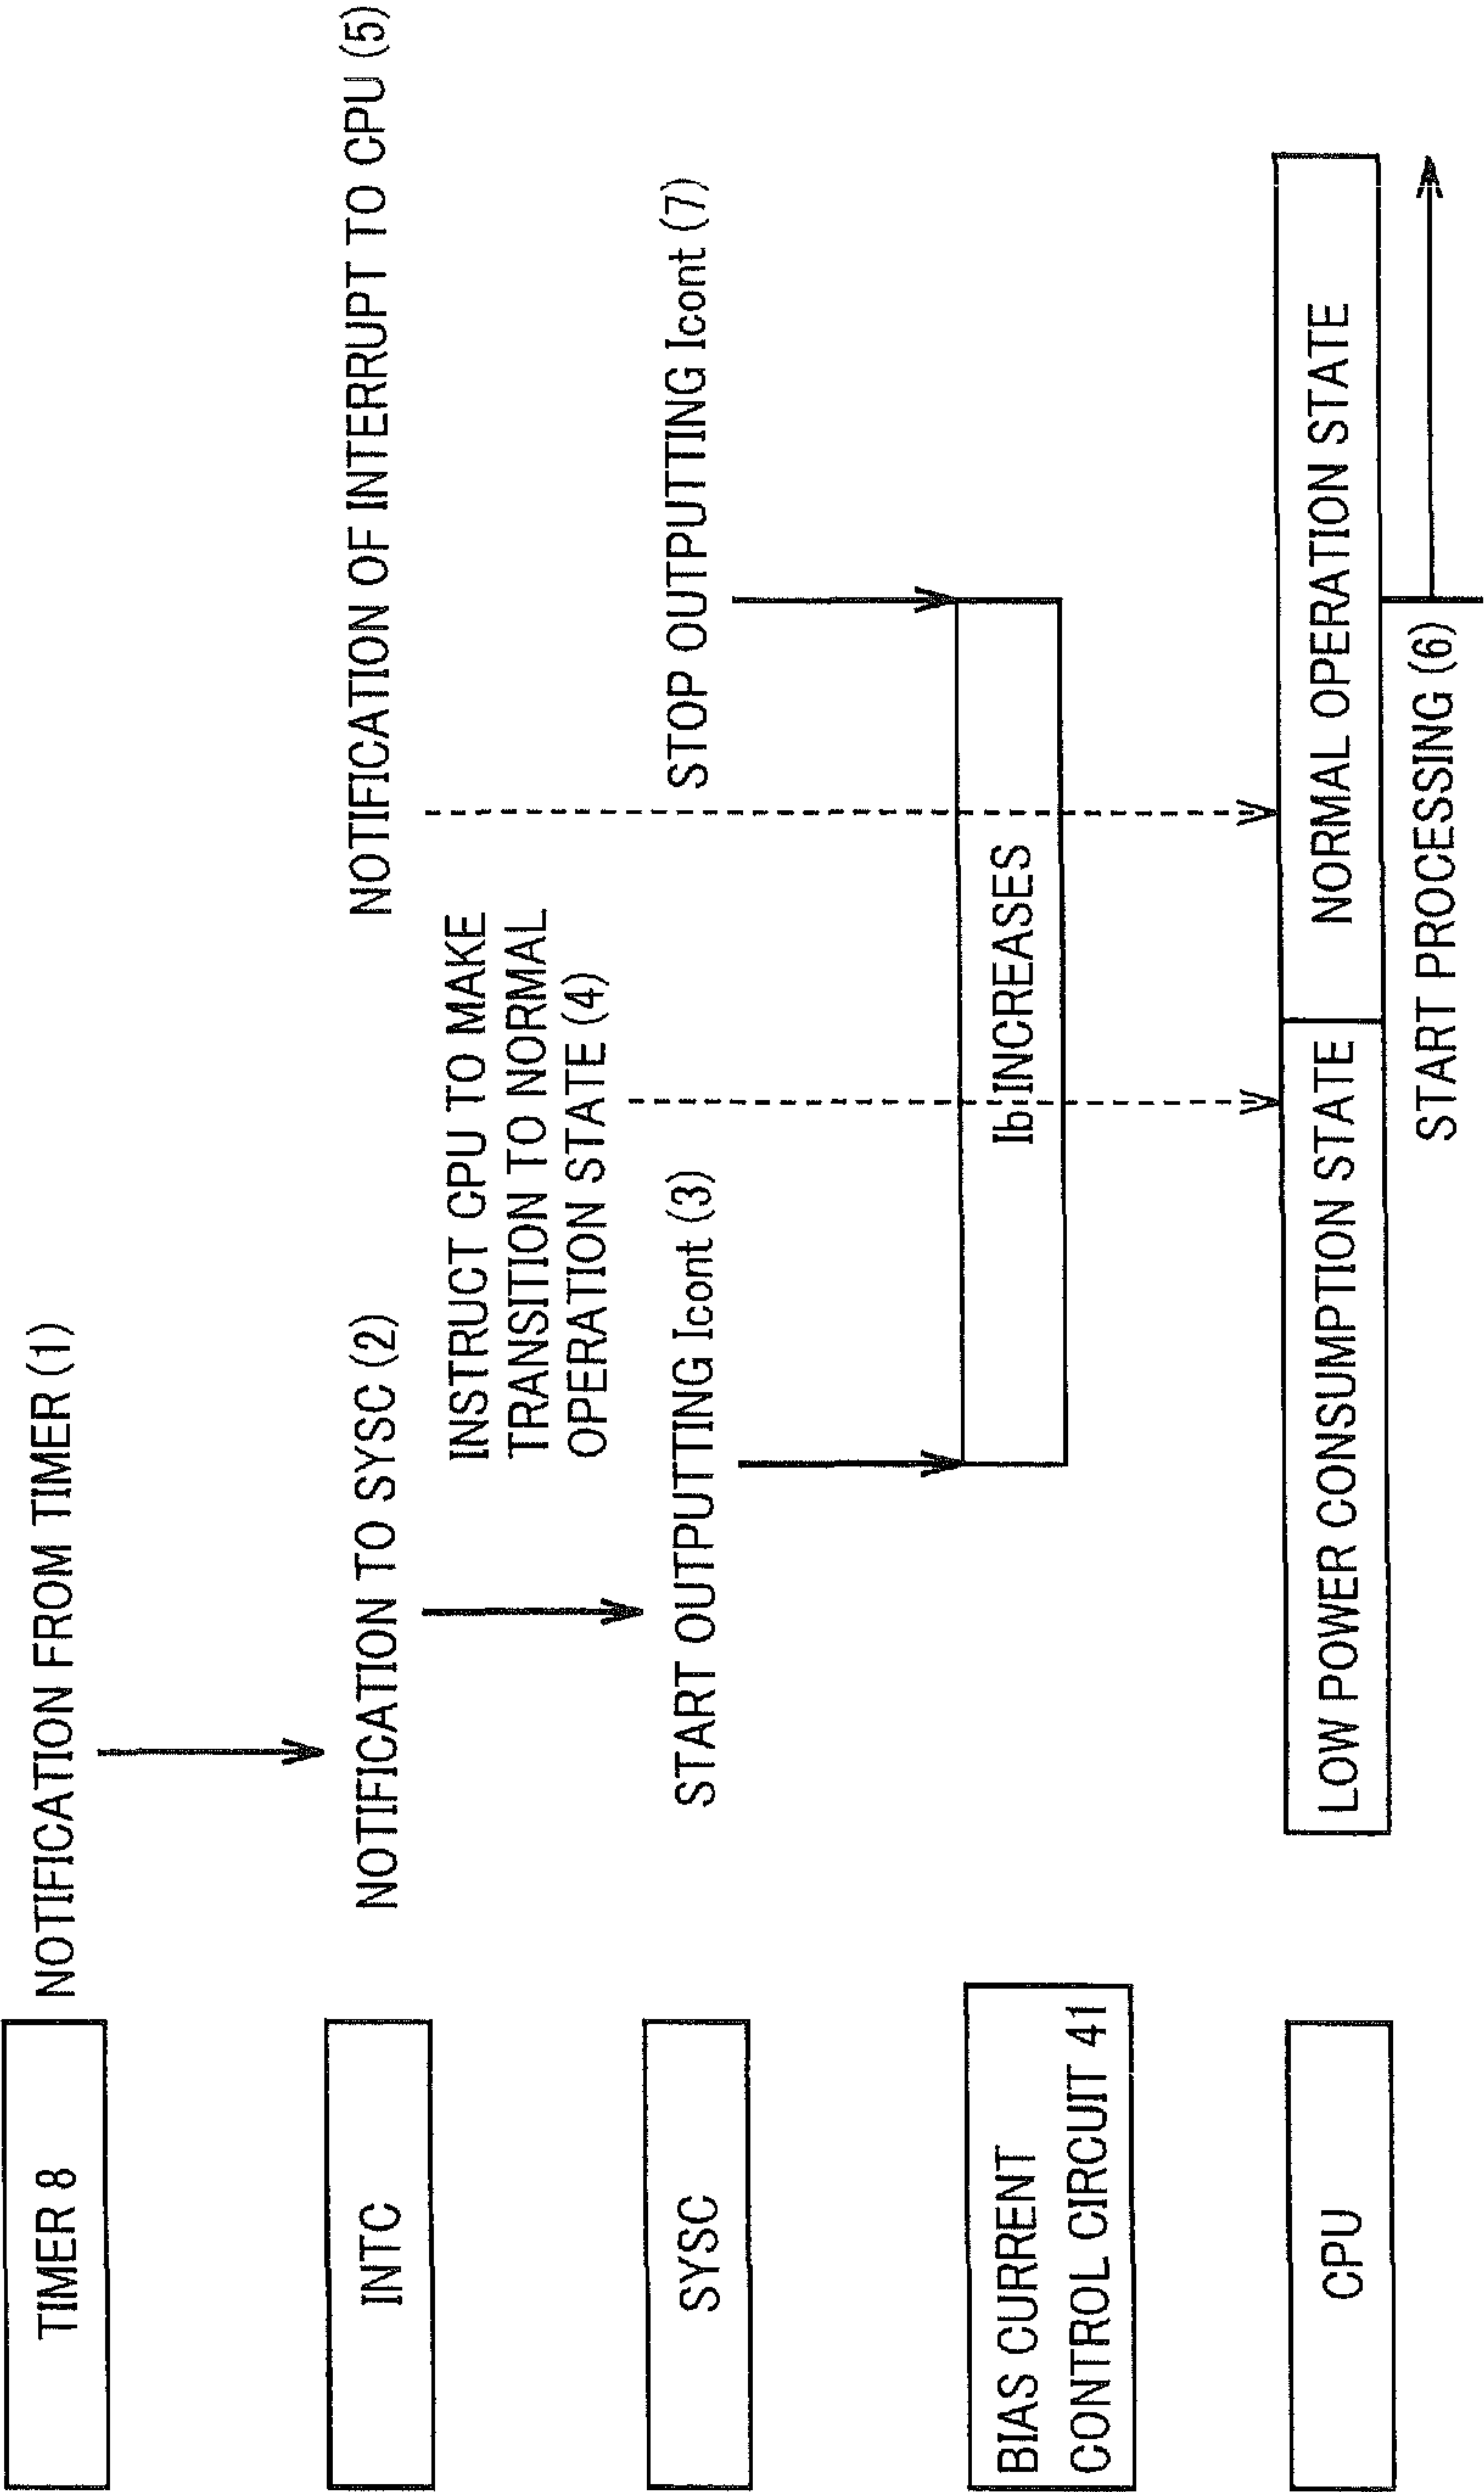 TIMER 8
NOTIFICATION FROM TIMER (1)
INTC
NOTIFICATION TO SYSC (2)
NOTIFICATION OF INTERRUPT TO CPU (5)
INSTRUCT CPU TO MAKE
TRANSITION TO NORMAL
OPERATION STATE (4)
SYSC
START OUTPUTTING Icont (3)
STOP OUTPUTTING Icont (7)
BIAS CURRENT
CONTROL CIRCUIT 41
Ib INCREASES
CPU
LOW POWER CONSUMPTION STATE
NORMAL OPERATION STATE
START PROCESSING (6)